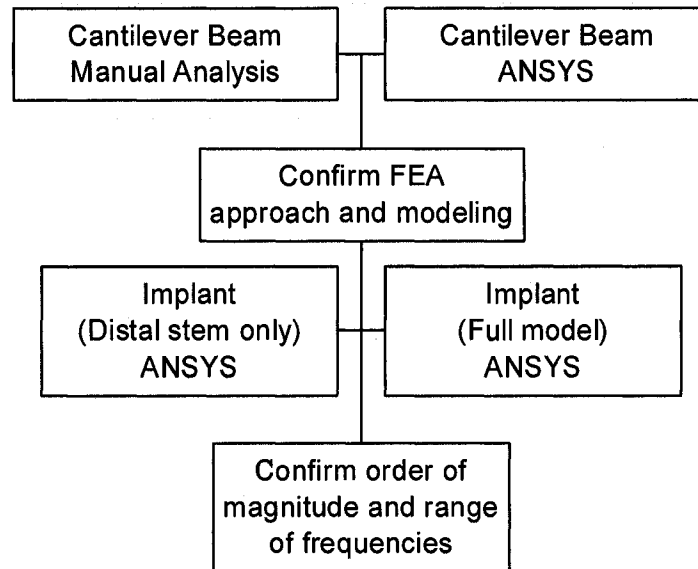 Cantilever Beam
Manual Analysis
Cantilever Beam
ANSYS
Confirm FEA
approach and modeling
Implant
(Distal stem only)
ANSYS
Implant
(Full model)
ANSYS
Confirm order of
magnitude and range
of frequencies